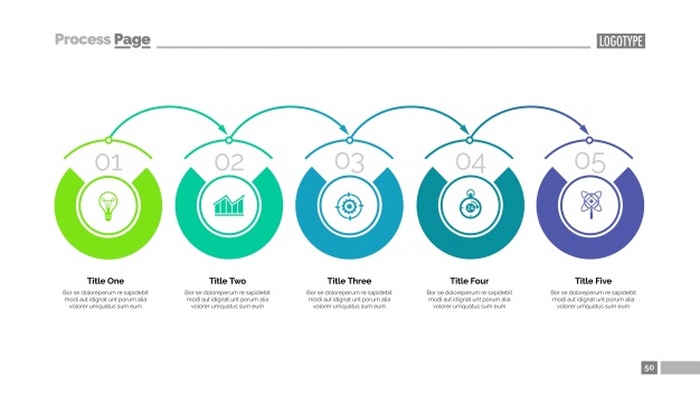 Process Page
LOGOTYPE
01
02
03
04
05
24
Title One
Bor se doloreperum re sapidebit
modi aut idignat unt porum alia
volorer umquatus sum eum
Title Two
Bor se doloreperum re sapidebit
modi aut idignat unt porum alia
volorer umquatus sum eum
Title Three
Bor se doloreperum re sapidebit
modi aut idignat unt porum alia
volorer umquatus sum eum
Title Four
Bor se doloreperum re sapidebit
modi aut idignat unt porum alia
volorer umquatus sum eum
Title Five
Bor se doloreperum re sapidebit
modi aut idignat unt porum alia
volorer umquatus sum eum
50